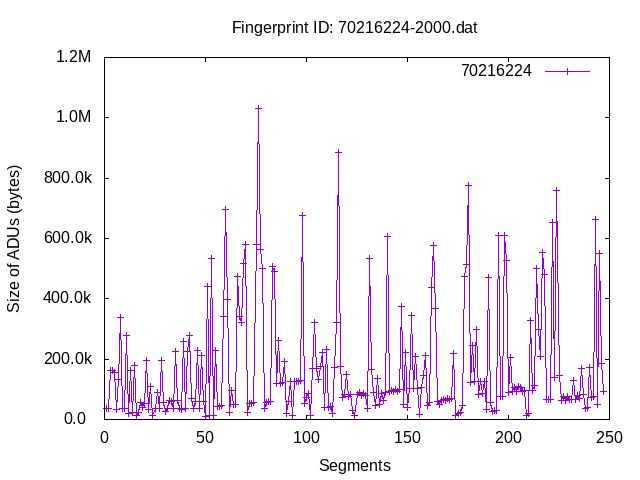 Fingerprint ID: 70216224-2000.dat
1.2M
70216224
1.0M
800.0k
600.0k
400.0k
200.0k
0.0
Size of ADUs (bytes)
0 50 100 150 200 250
Segments